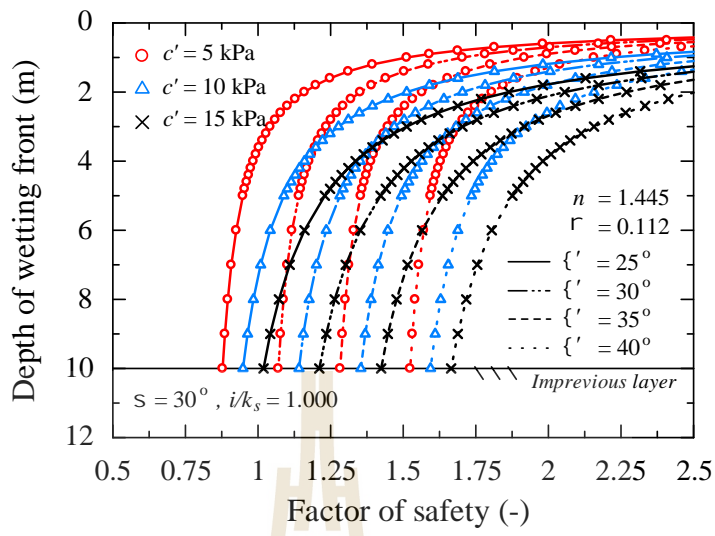 0
2
4
6
8
10
12
Depth of wetting front (m)
c′ = 5 kPa
c′ = 10 kPa
c′ = 15 kPa
n = 1.445
r = 0.112
{′ = 25°
{′ = 30°
{′ = 35°
{′ = 40°
s = 30° , i/kₛ = 1.000
Imprevious layer
0.5 0.75 1 1.25 1.5 1.75 2 2.25 2.5
Factor of safety (-)